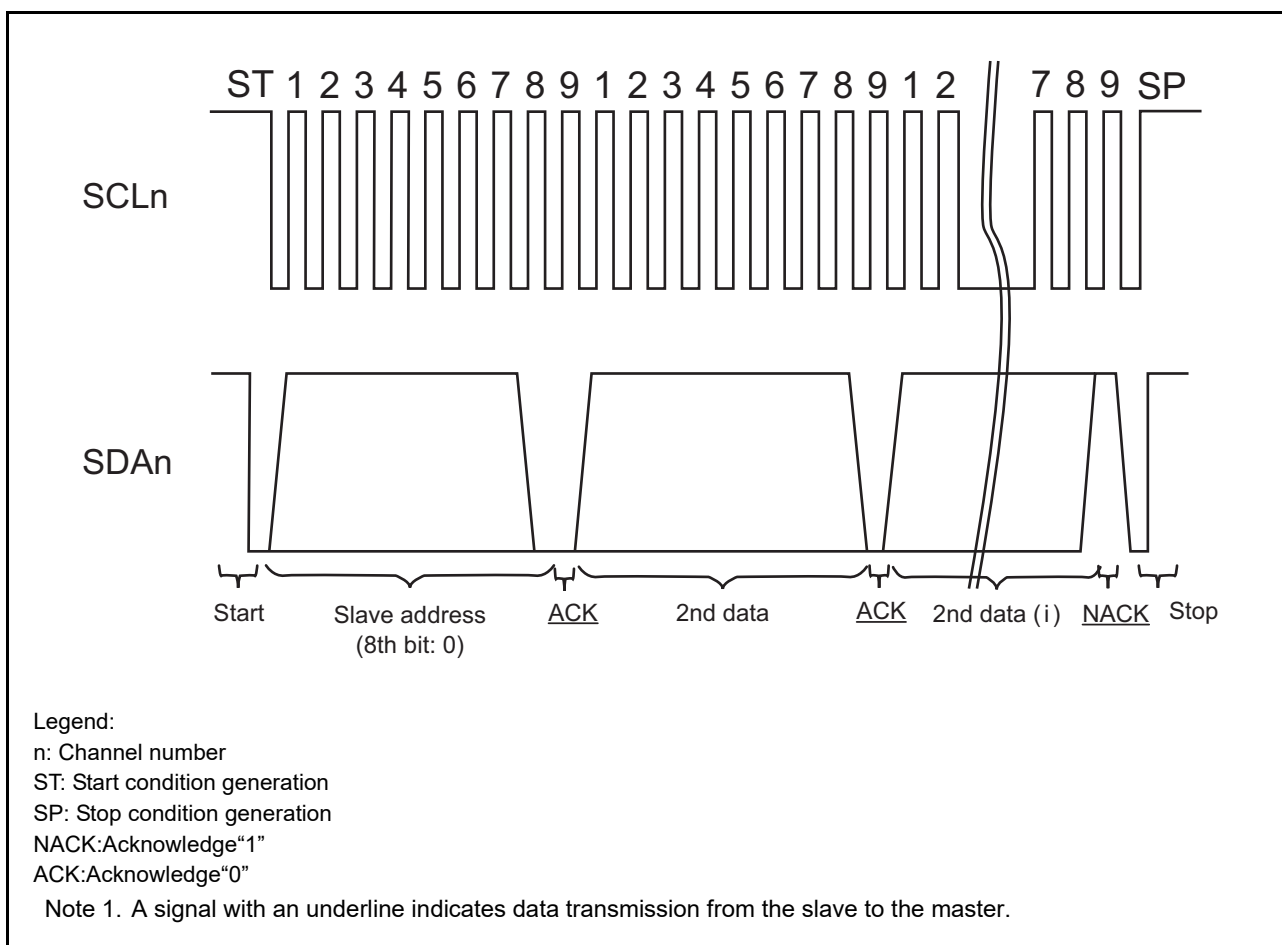 ST 1 2 3 4 5 6 7 8 9 1 2 3 4 5 6 7 8 9 1 2 7 8 9 SP
SCLn
SDAn
Start Slave address ACK 2nd data ACK 2nd data (i) NACK Stop
(8th bit: 0)
Legend:
n: Channel number
ST: Start condition generation
SP: Stop condition generation
NACK:Acknowledge“1”
ACK:Acknowledge“0”
Note 1. A signal with an underline indicates data transmission from the slave to the master.